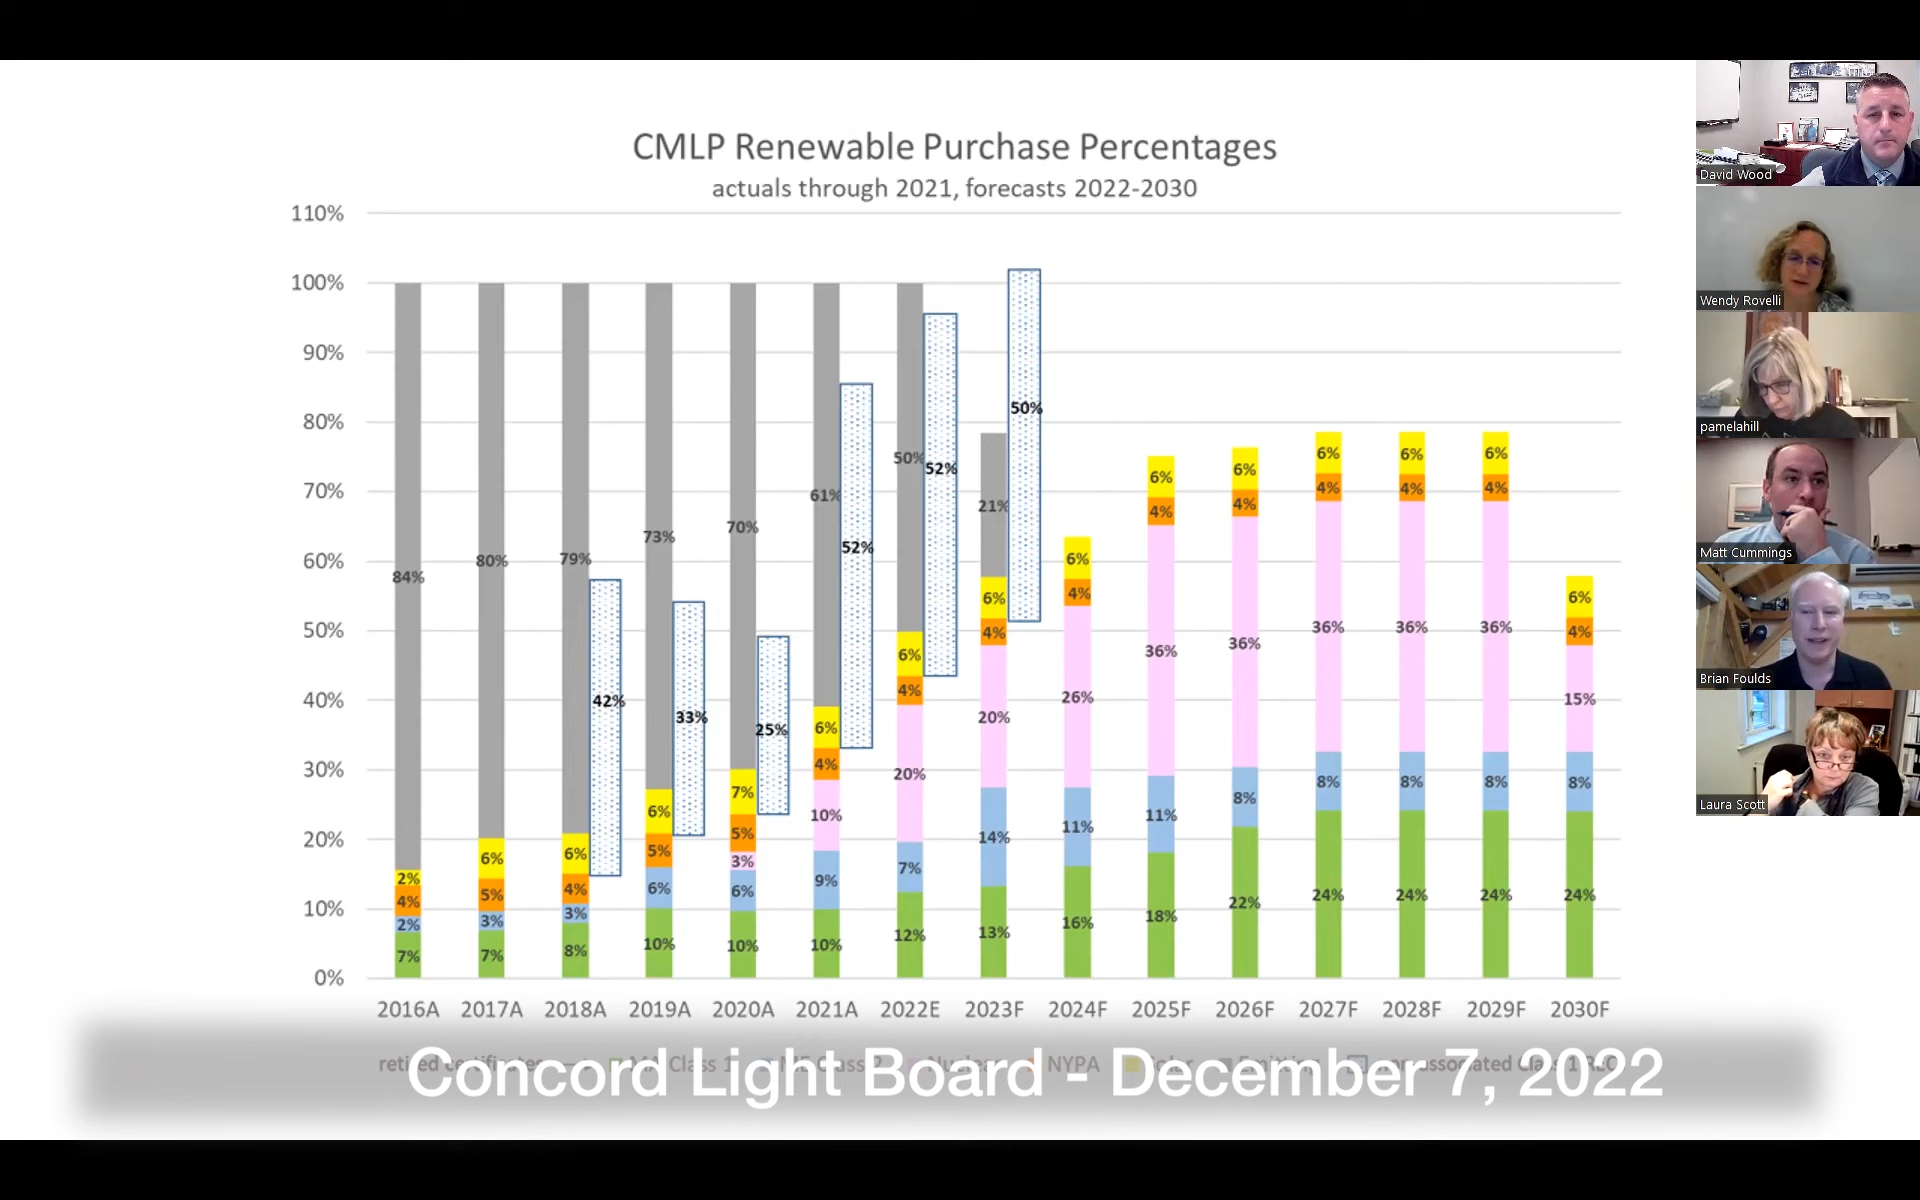 CMLP Renewable Purchase Percentages
actuals through 2021, forecasts 2022-2030
110%
100%
90%
80%
70%
60%
50%
40%
30%
20%
10%
0%
84% 2% 4% 2% 7%
80% 6% 5% 3% 7%
79% 42% 6% 4% 3% 8%
73% 33% 6% 5% 6% 10%
70% 25% 7% 5% 3% 6% 10%
61% 52% 6% 4% 10% 9% 10%
50% 52% 6% 4% 20% 7% 12%
50% 21% 6% 4% 20% 14% 13%
6% 4% 26% 11% 16%
6% 4% 36% 11% 18%
6% 4% 36% 8% 22%
6% 4% 36% 8% 24%
6% 4% 36% 8% 24%
6% 4% 36% 8% 24%
6% 4% 15% 8% 24%
2016A 2017A 2018A 2019A 2020A 2021A 2022E 2023F 2024F 2025F 2026F 2027F 2028F 2029F 2030F
retired certificates Class 1 NYPA
Concord Light Board - December 7, 2022
David Wood
Wendy Rovelli
pamelahill
Matt Cummings
Brian Foulds
Laura Scott